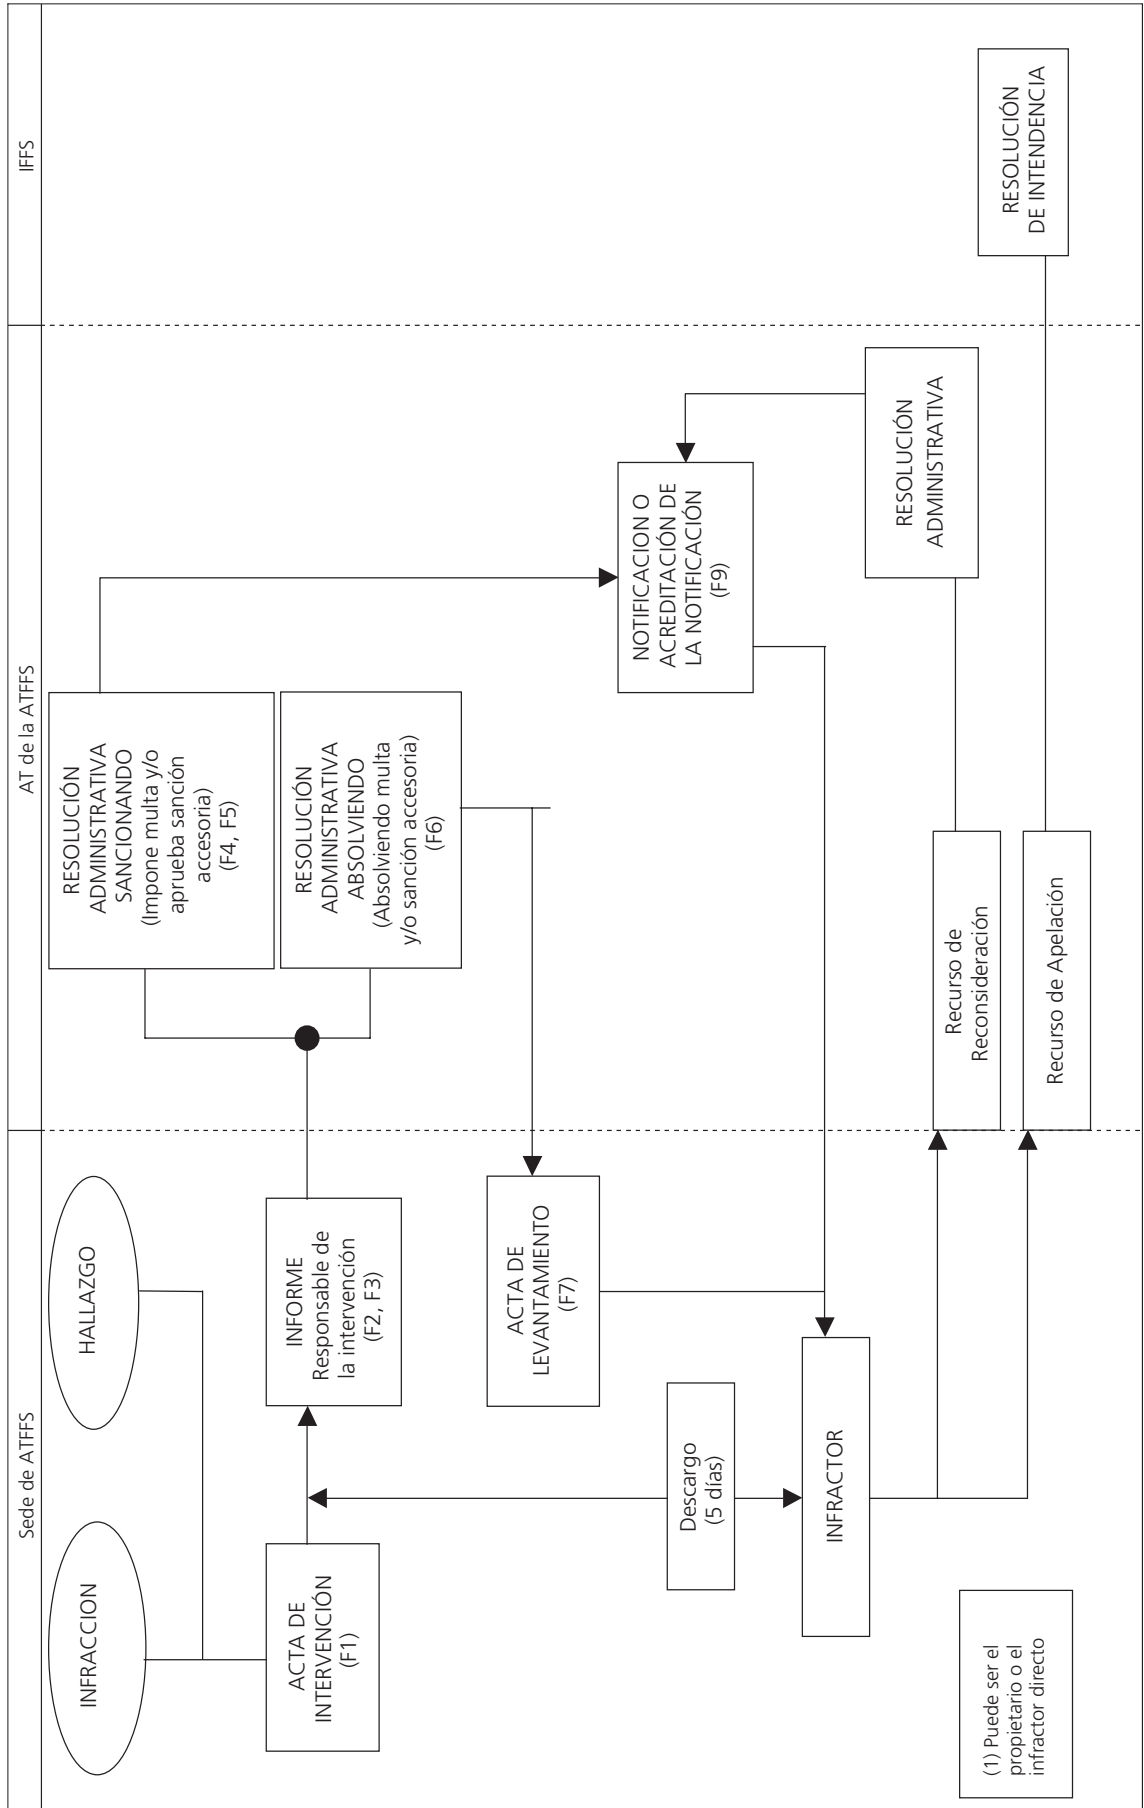 Sede de ATFFS
AT de la ATFFS
IFFS
INFRACCION
HALLAZGO
ACTA DE
INTERVENCIÓN
(F1)
INFORME
Responsable de
la intervención
(F2, F3)
RESOLUCIÓN
ADMINISTRATIVA
SANCIONANDO
(Impone multa y/o
aprueba sanción
accesoria)
(F4, F5)
RESOLUCIÓN
ADMINISTRATIVA
ABSOLVIENDO
(Absolviendo multa
y/o sanción accesoria)
(F6)
ACTA DE
LEVANTAMIENTO
(F7)
NOTIFICACION O
ACREDITACIÓN DE
LA NOTIFICACIÓN
(F9)
Descargo
(5 días)
INFRACTOR
RESOLUCIÓN
ADMINISTRATIVA
Recurso de
Reconsideración
Recurso de Apelación
RESOLUCIÓN
DE INTENDENCIA
(1) Puede ser el
propietario o el
infractor directo